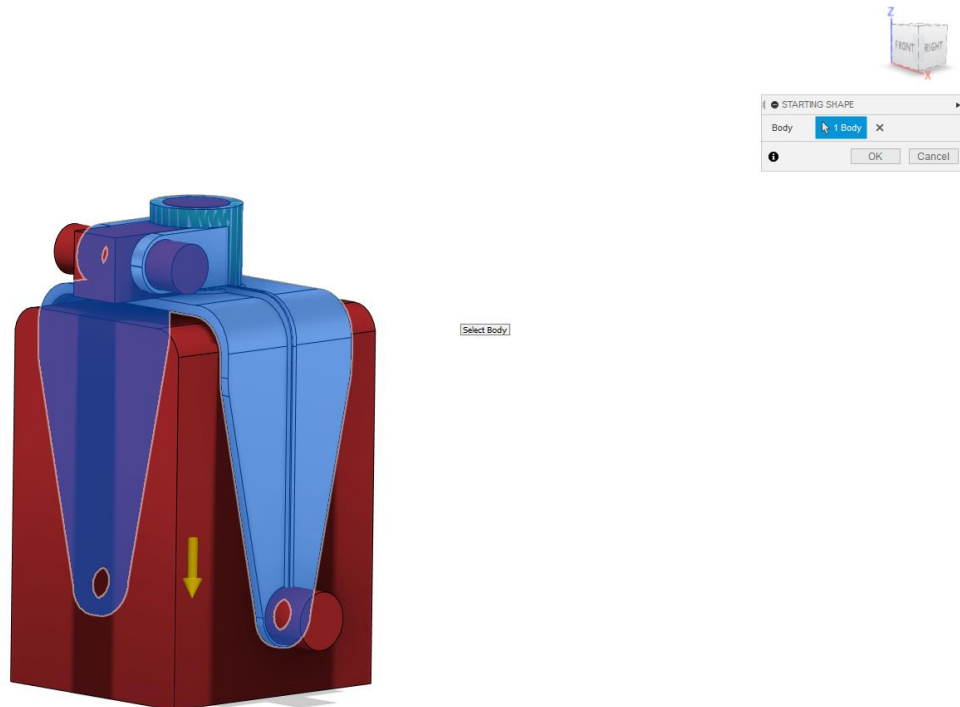 Z
FRONT RIGHT
X
STARTING SHAPE
Body 1 Body
OK Cancel
Select Body